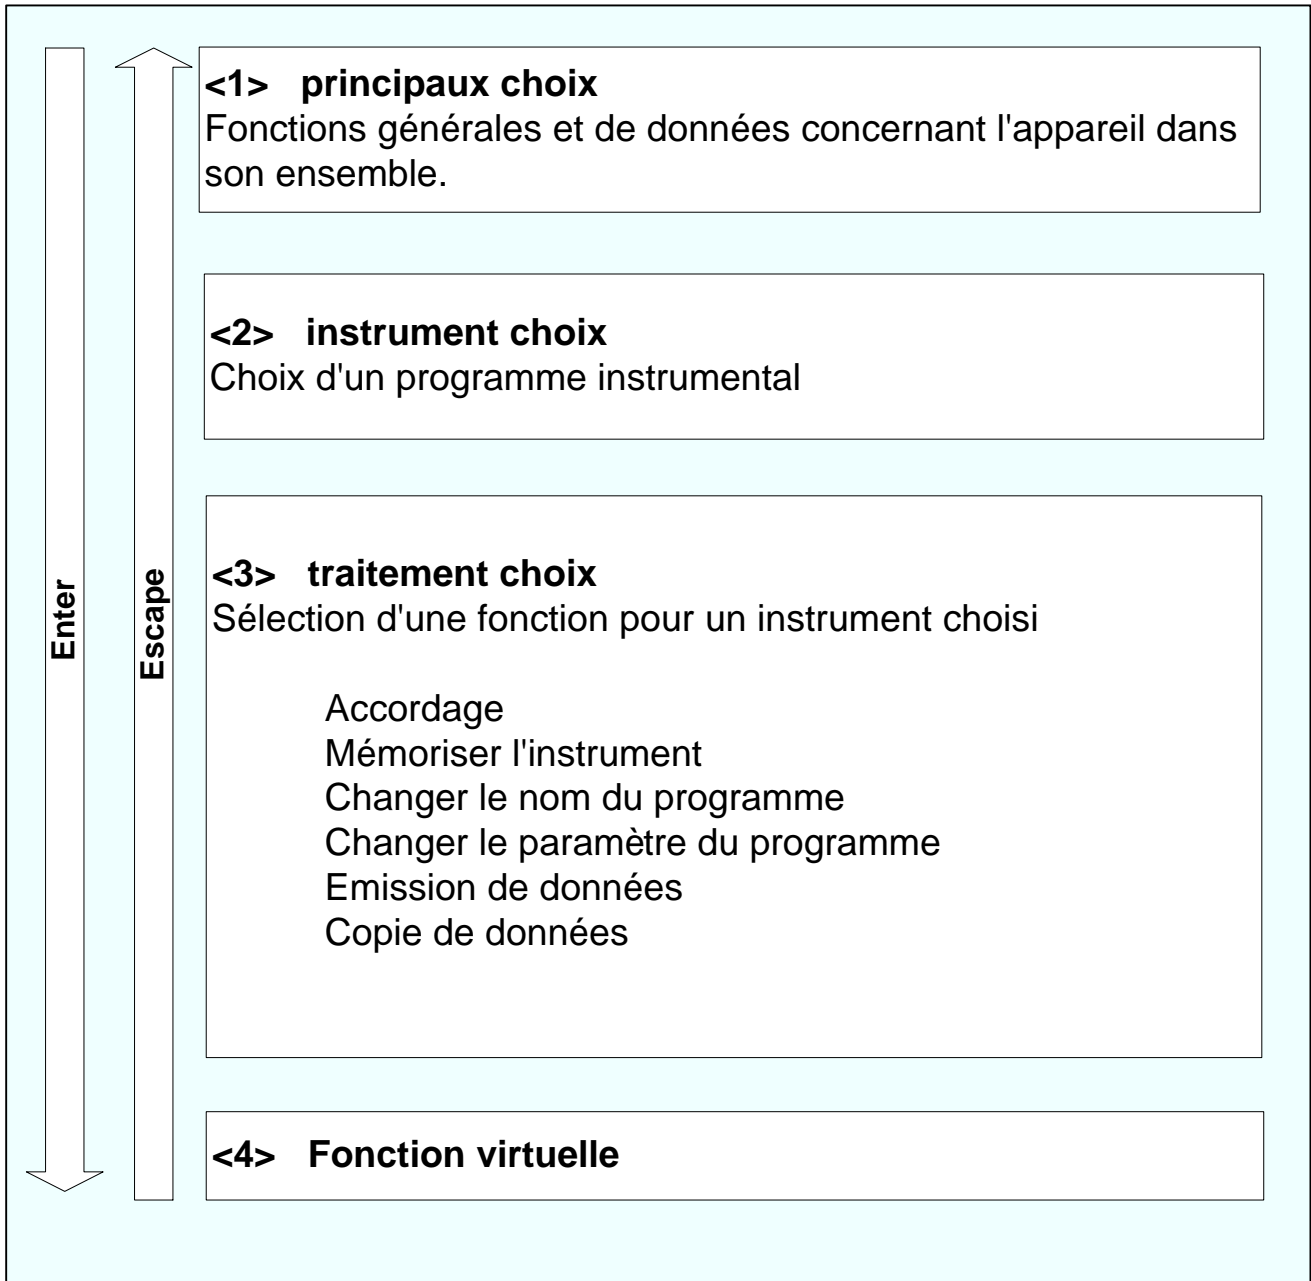 <1> principaux choix
Fonctions générales et de données concernant l'appareil dans
son ensemble.
<2> instrument choix
Choix d'un programme instrumental
<3> traitement choix
Sélection d'une fonction pour un instrument choisi
Accordage
Mémoriser l'instrument
Changer le nom du programme
Changer le paramètre du programme
Emission de données
Copie de données
<4> Fonction virtuelle
Enter
Escape